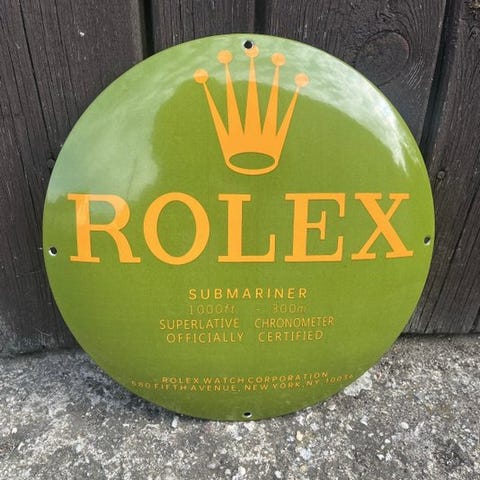 ROLEX
SUBMARINER
1000ft - 300m
SUPERLATIVE CHRONOMETER
OFFICIALLY CERTIFIED
ROLEX WATCH CORPORATION
580 FIFTH AVENUE, NEW YORK, NY, 10036